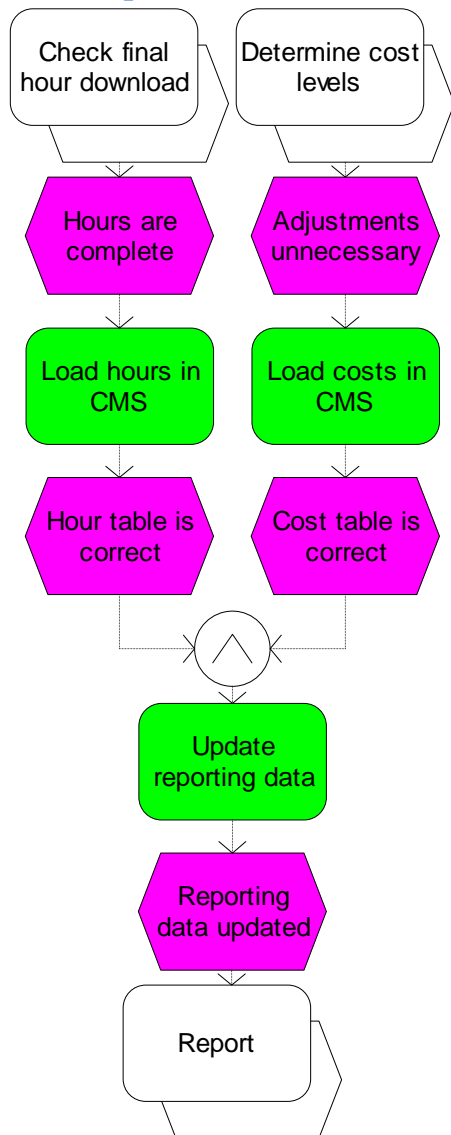 Check final
hour download
Determine cost
levels
Hours are
complete
Adjustments
unnecessary
Load hours in
CMS
Load costs in
CMS
Hour table is
correct
Cost table is
correct
Update
reporting data
Reporting
data updated
Report